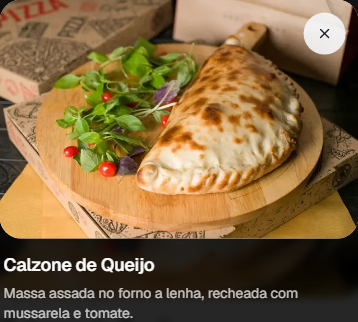 PIZZA
Calzone de Queijo
Massa assada no forno a lenha, recheada com
mussarela e tomate.